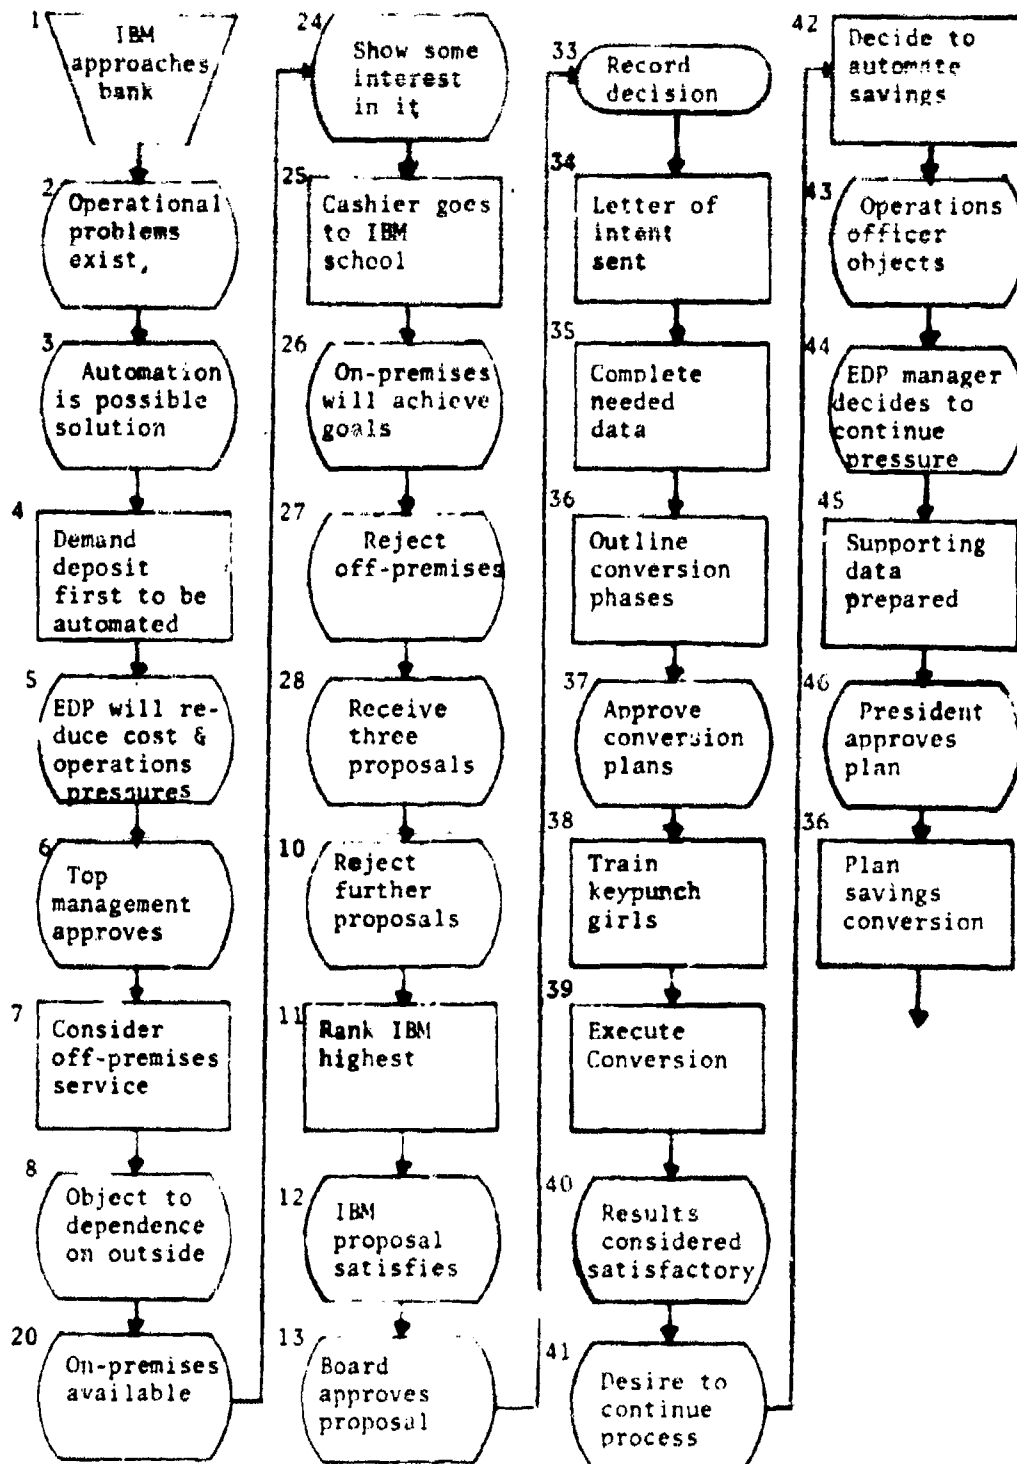 1
IBM
approaches
bank
2
Operational
problems
exist,
3
Automation
is possible
solution
4
Demand
deposit
first to be
automated
5
EDP will re-
duce cost &
operations
pressures
6
Top
management
approves
7
Consider
off-premises
service
8
Object to
dependence
on outside
20
On-premises
available
24
Show some
interest
in it
25
Cashier goes
to IBM
school
26
On-premises
will achieve
goals
27
Reject
off-premises
28
Receive
three
proposals
10
Reject
further
proposals
11
Rank IBM
highest
12
IBM
proposal
satisfies
13
Board
approves
proposal
33
Record
decision
34
Letter of
intent
sent
35
Complete
needed
data
36
Outline
conversion
phases
37
Approve
conversion
plans
38
Train
keypunch
girls
39
Execute
Conversion
40
Results
considered
satisfactory
41
Desire to
continue
process
42
Decide to
automate
savings
43
Operations
officer
objects
44
EDP manager
decides to
continue
pressure
45
Supporting
data
prepared
46
President
approves
plan
36
Plan
savings
conversion